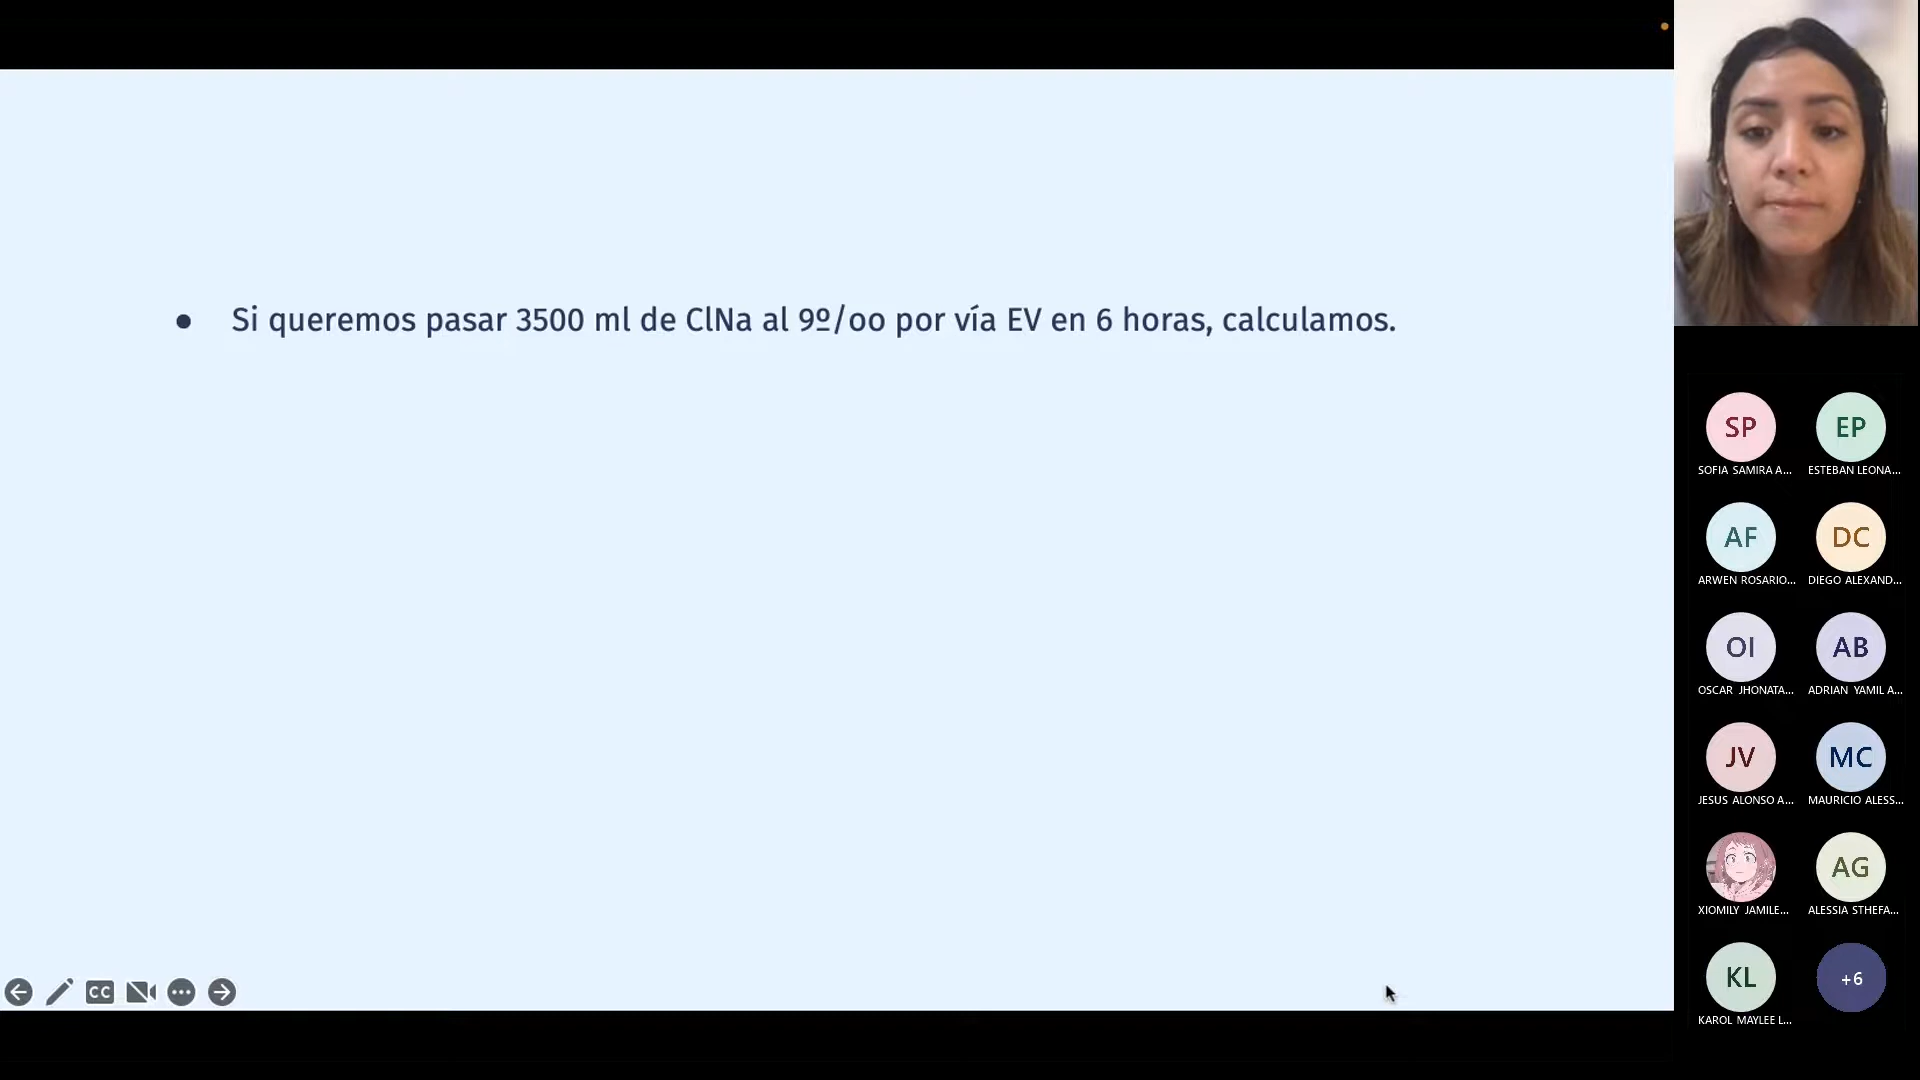 ● Si queremos pasar 3500 ml de ClNa al 9º/oo por vía EV en 6 horas, calculamos.
SP
EP
SOFIA SAMIRA A...
ESTEBAN LEONA...
AF
DC
ARWEN ROSARIO...
DIEGO ALEXAND...
OI
AB
OSCAR JHONATA...
ADRIAN YAMIL A...
JV
MC
JESUS ALONSO A...
MAURICIO ALESS...
AG
XIOMILY JAMILE...
ALESSIA STHEFA...
KL
+6
KAROL MAYLEE L...
CC